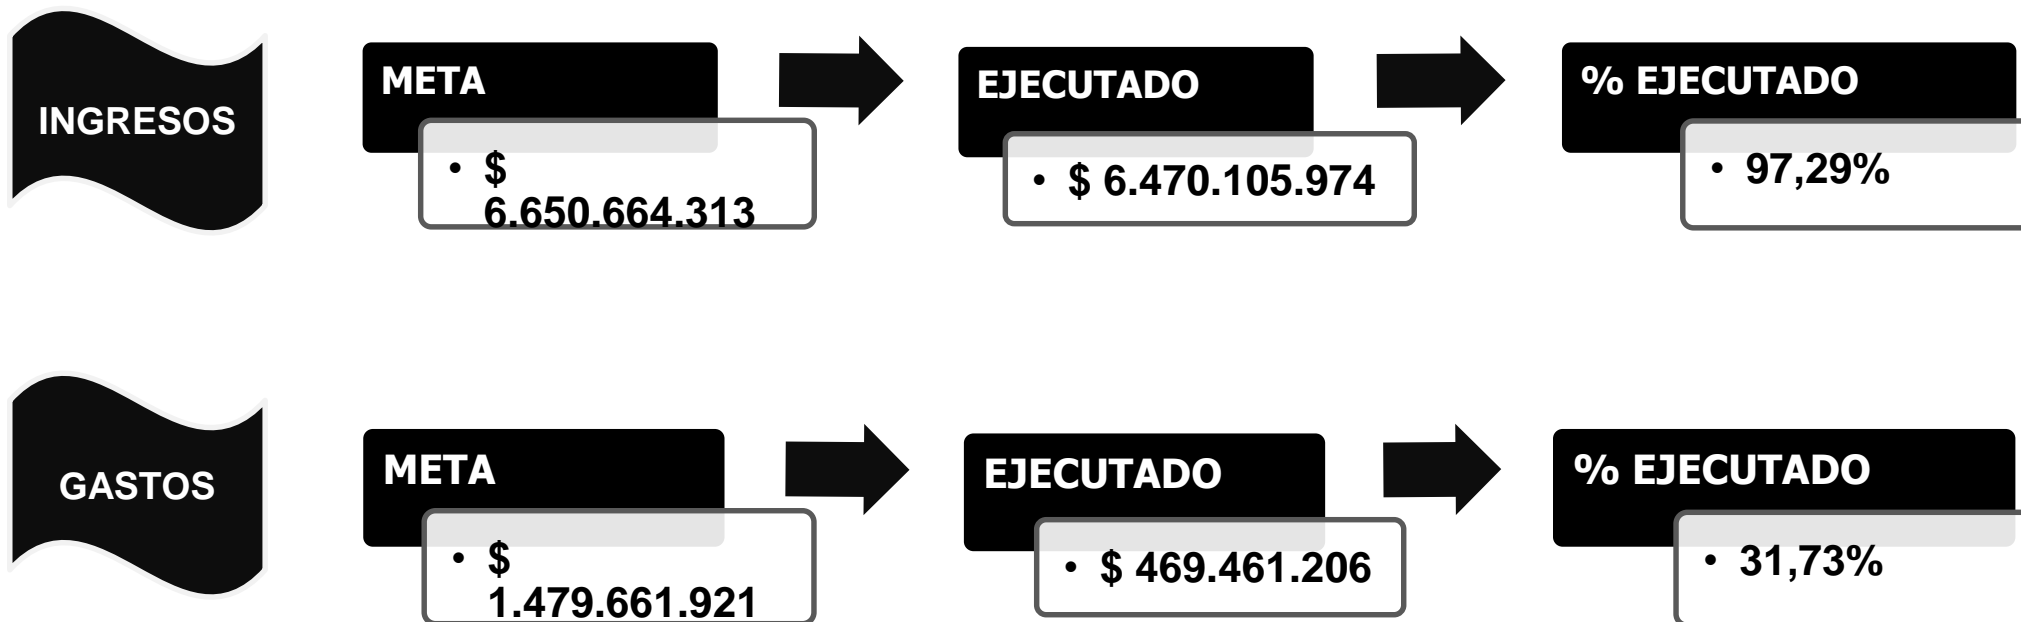 INGRESOS
META
• $
6.650.664.313
EJECUTADO
• $ 6.470.105.974
% EJECUTADO
• 97,29%
GASTOS
META
• $
1.479.661.921
EJECUTADO
• $ 469.461.206
% EJECUTADO
• 31,73%